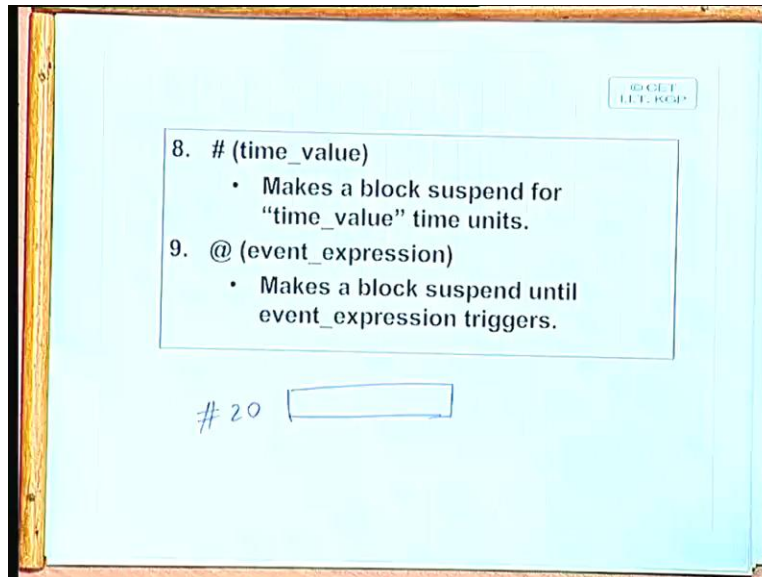 © CET
I.I.T. KGP
8. # (time_value)
• Makes a block suspend for
“time_value” time units.
9. @ (event_expression)
• Makes a block suspend until
event_expression triggers.
# 20